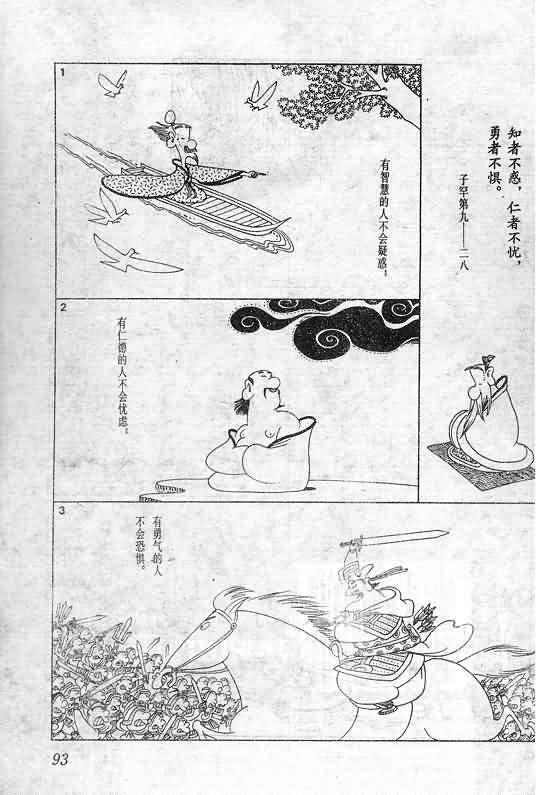 知者不惑，仁者不忧，
勇者不惧。
子罕第九——二八
1
有智慧的人不会疑惑。
2
有仁德的人不会忧虑。
3
有勇气的人
不会恐惧。
93